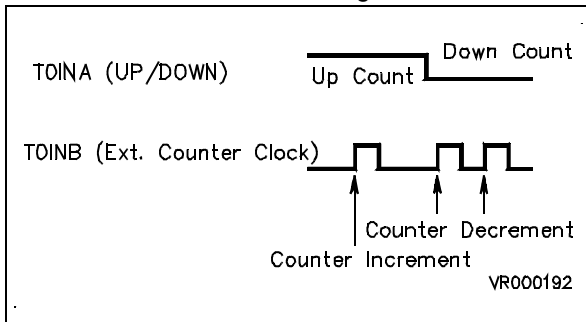 Down Count
TOINA (UP/DOWN)
Up Count
TOINB (Ext. Counter Clock)
Counter Decrement
Counter Increment
VR000192